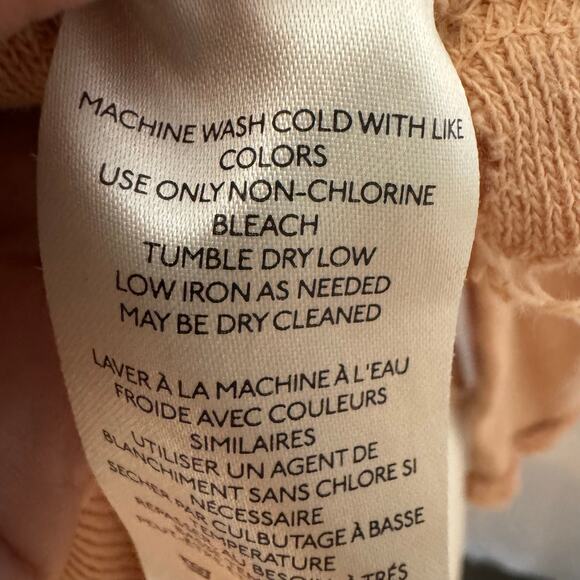 MACHINE WASH COLD WITH LIKE
COLORS
USE ONLY NON-CHLORINE
BLEACH
TUMBLE DRY LOW
LOW IRON AS NEEDED
MAY BE DRY CLEANED
LAVER À LA MACHINE À L'EAU
FROIDE AVEC COULEURS
SIMILAIRES
UTILISER UN AGENT DE
BLANCHIMENT SANS CHLORE SI
NÉCESSAIRE
SÉCHER PAR CULBUTAGE À BASSE
TEMPÉRATURE
BESOIN À TRÈS